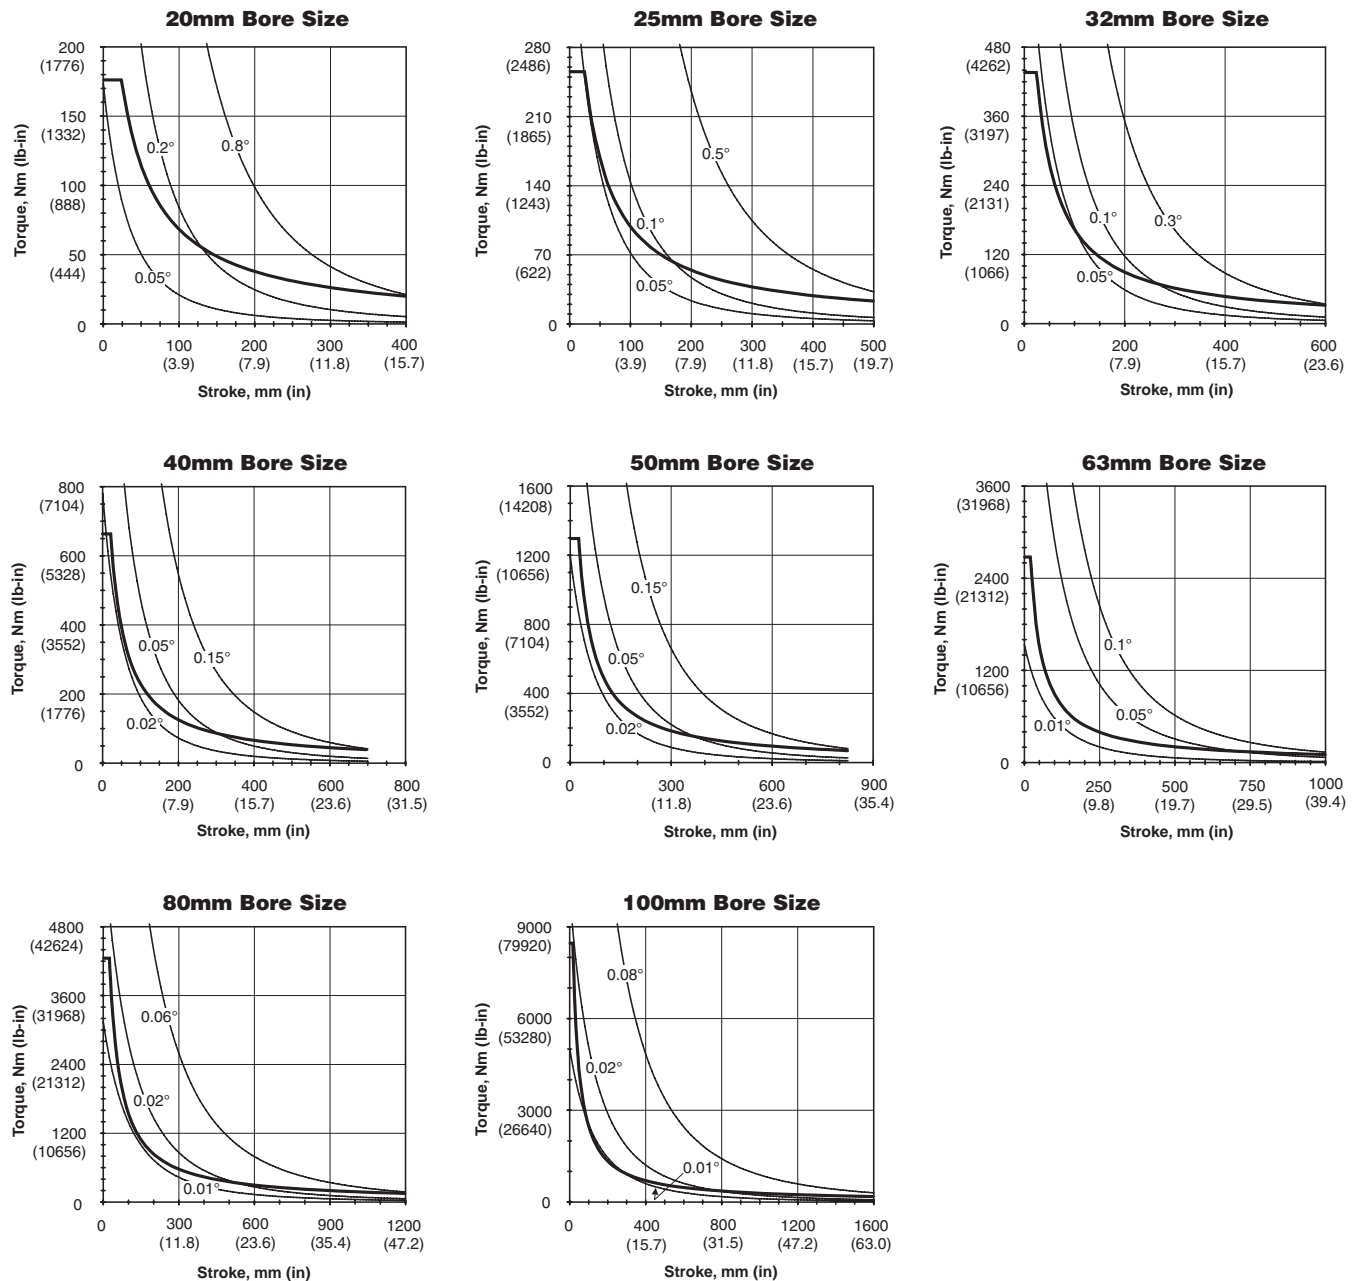 20mm Bore Size
200
(1776)
150
(1332)
100
(888)
50
(444)
0
Torque, Nm (lb-in)
0.2°
0.8°
0.05°
0 100 200 300 400
(3.9) (7.9) (11.8) (15.7)
Stroke, mm (in)
25mm Bore Size
280
(2486)
210
(1865)
140
(1243)
70
(622)
0
Torque, Nm (lb-in)
0.5°
0.1°
0.05°
0 100 200 300 400 500
(3.9) (7.9) (11.8) (15.7) (19.7)
Stroke, mm (in)
32mm Bore Size
480
(4262)
360
(3197)
240
(2131)
120
(1066)
0
Torque, Nm (lb-in)
0.1°
0.3°
0.05°
0 200 400 600
(7.9) (15.7) (23.6)
Stroke, mm (in)
40mm Bore Size
800
(7104)
600
(5328)
400
(3552)
200
(1776)
0
Torque, Nm (lb-in)
0.05°
0.15°
0.02°
0 200 400 600 800
(7.9) (15.7) (23.6) (31.5)
Stroke, mm (in)
50mm Bore Size
1600
(14208)
1200
(10656)
800
(7104)
400
(3552)
0
Torque, Nm (lb-in)
0.15°
0.05°
0.02°
0 300 600 900
(11.8) (23.6) (35.4)
Stroke, mm (in)
63mm Bore Size
3600
(31968)
2400
(21312)
1200
(10656)
0
Torque, Nm (lb-in)
0.1°
0.05°
0.01°
0 250 500 750 1000
(9.8) (19.7) (29.5) (39.4)
Stroke, mm (in)
80mm Bore Size
4800
(42624)
3600
(31968)
2400
(21312)
1200
(10656)
0
Torque, Nm (lb-in)
0.06°
0.02°
0.01°
0 300 600 900 1200
(11.8) (23.6) (35.4) (47.2)
Stroke, mm (in)
100mm Bore Size
9000
(79920)
6000
(53280)
3000
(26640)
0
Torque, Nm (lb-in)
0.08°
0.02°
0.01°
0 400 800 1200 1600
(15.7) (31.5) (47.2) (63.0)
Stroke, mm (in)